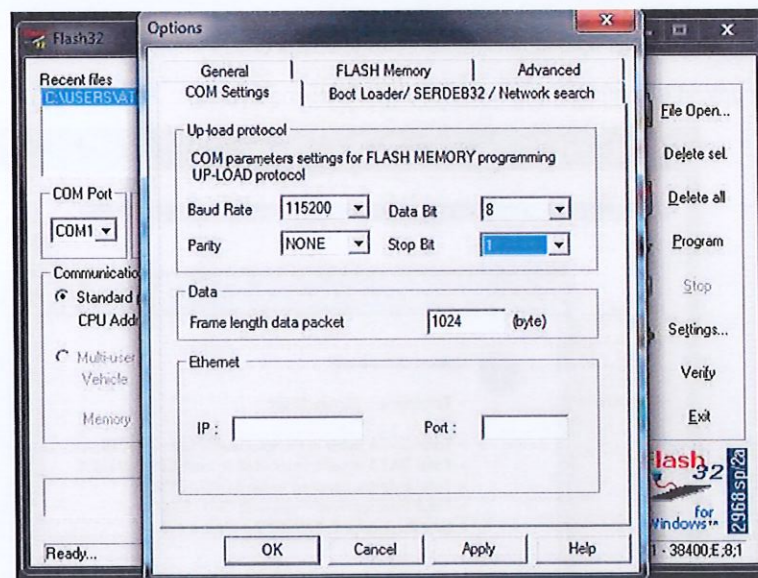 Flash32
Options
General
FLASH Memory
Advanced
COM Settings
Boot Loader/ SERDEB32 / Network search
Up-load protocol
COM parameters settings for FLASH MEMORY programming
UP-LOAD protocol
Baud Rate 115200 Data Bit 8
Parity NONE Stop Bit 1
Data
Frame length data packet 1024 (byte)
Ethernet
IP : Port :
OK Cancel Apply Help
Recent files
C:\USERS\AT
COM Port
COM1
Communicatio
Standard
CPU Addr
Multi-user
Vehicle
Memory
Ready...
File Open...
Delete sel.
Delete all
Program
Stop
Settings...
Verify
Exit
lash
32
for
Windows™
2968 sp/2a
1 - 38400,E,8,1